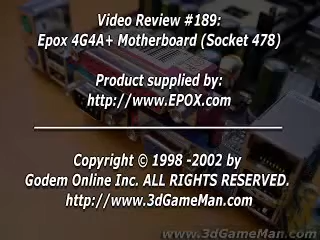 Video Review #189:
Epox 4G4A+ Motherboard (Socket 478)
Product supplied by:
http://www.EPOX.com
Copyright © 1998 -2002 by
Godem Online Inc. ALL RIGHTS RESERVED.
http://www.3dGameMan.com
www.3dGameMan.com